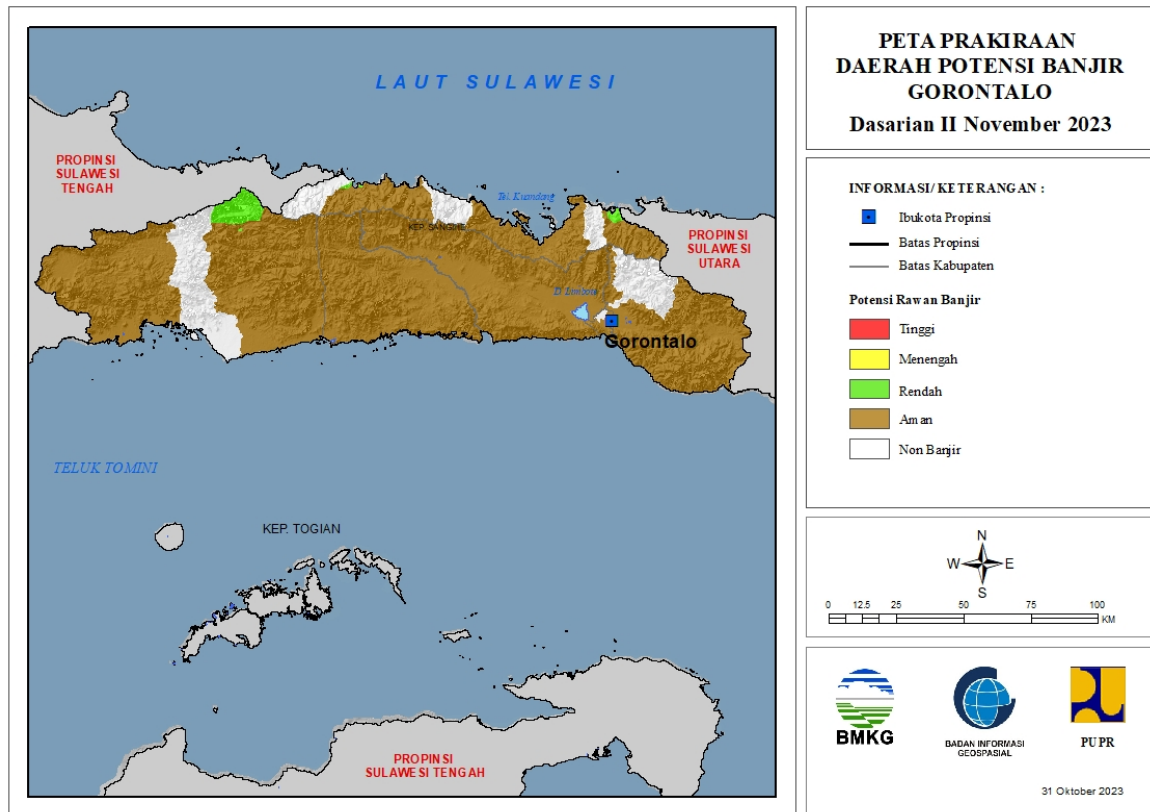 LAUT SULAWESI
PROPINSI
SULAWESI
TENGAH
Tel. Kuandang
KEP. SANGIHE
PROPINSI
SULAWESI
UTARA
D. Limboto
Gorontalo
TELUK TOMINI
KEP. TOGIAN
PROPINSI
SULAWESI TENGAH
PETA PRAKIRAAN
DAERAH POTENSI BANJIR
GORONTALO
Dasarian II November 2023
INFORMASI/ KETERANGAN :
Ibukota Propinsi
Batas Propinsi
Batas Kabupaten
Potensi Rawan Banjir
Tinggi
Menengah
Rendah
Aman
Non Banjir
N
W E
S
0 12.5 25 50 75 100
KM
BMKG
BADAN INFORMASI
GEOSPASIAL
PUPR
31 Oktober 2023